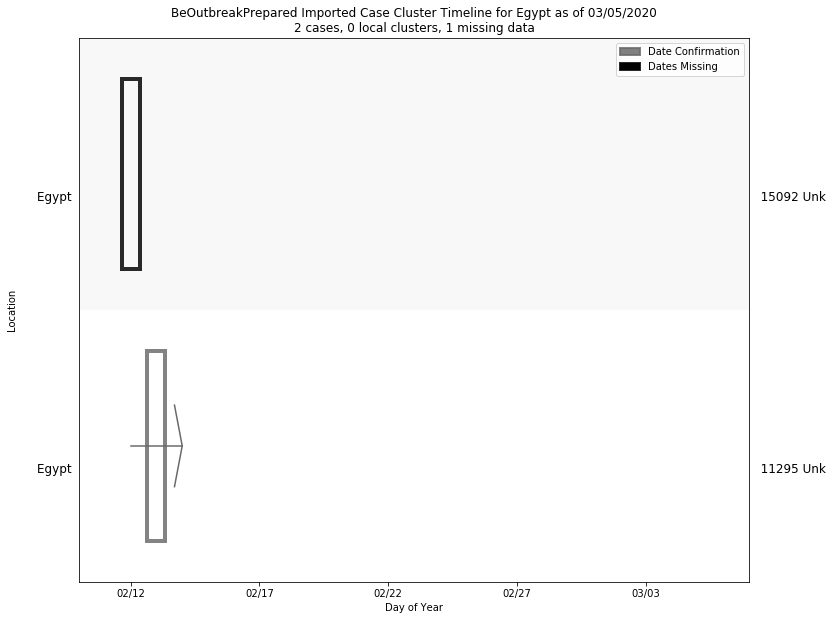 BeOutbreakPrepared Imported Case Cluster Timeline for Egypt as of 03/05/2020
2 cases, 0 local clusters, 1 missing data
Date Confirmation
Dates Missing
Egypt
15092 Unk
Location
Egypt
11295 Unk
02/12
02/17
02/22
02/27
03/03
Day of Year